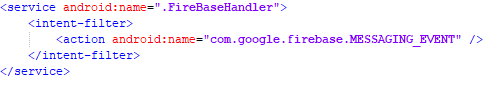 <service android:name=".FireBaseHandler">
    <intent-filter>
        <action android:name="com.google.firebase.MESSAGING_EVENT" />
    </intent-filter>
</service>